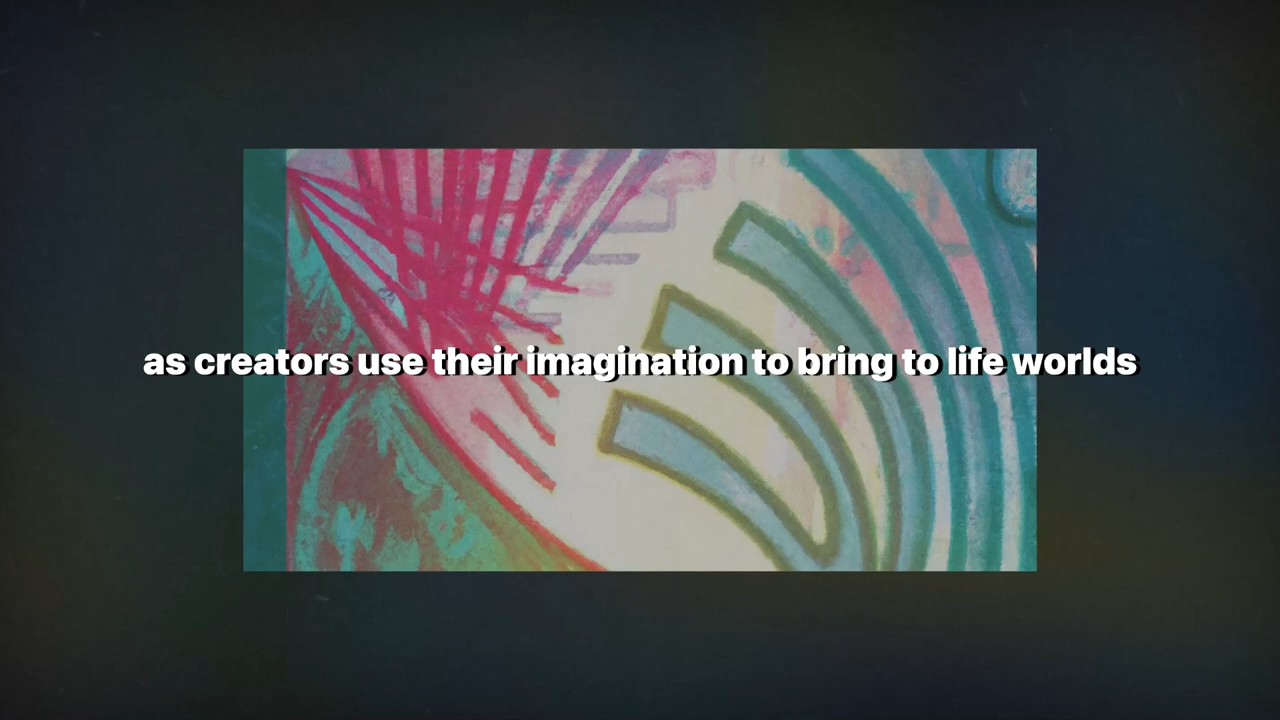 as creators use their imagination to bring to life worlds